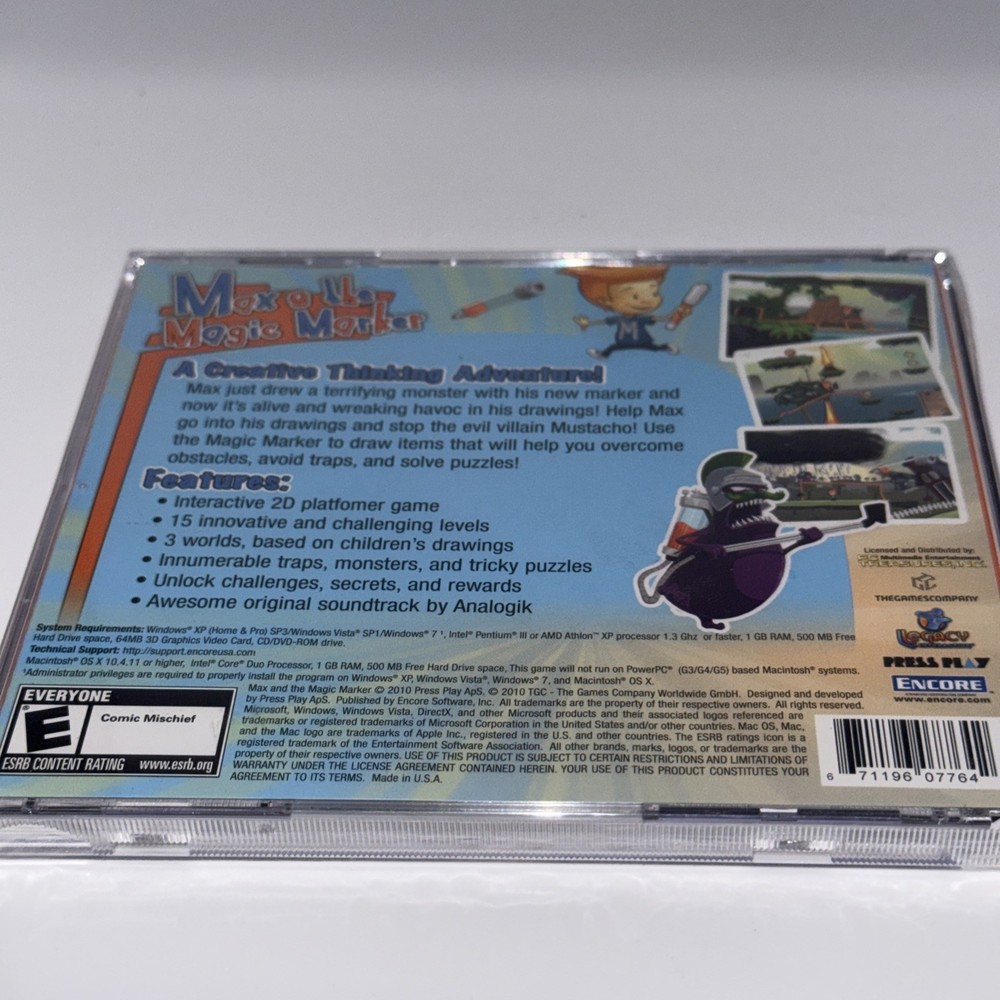 Max & the
Magic Marker
M
A Creative Thinking Adventure!
Max just drew a terrifying monster with his new marker and
now it's alive and wreaking havoc in his drawings! Help Max
go into his drawings and stop the evil villain Mustacho! Use
the Magic Marker to draw items that will help you overcome
obstacles, avoid traps, and solve puzzles!
Features:
• Interactive 2D platfomer game
• 15 innovative and challenging levels
• 3 worlds, based on children's drawings
• Innumerable traps, monsters, and tricky puzzles
• Unlock challenges, secrets, and rewards
• Awesome original soundtrack by Analogik
Licensed and Distributed by:
PC Multimedia Entertainment
TREASURES, INC.
THEGAMESCOMPANY
LEGACY
PRESS PLAY
ENCORE
www.encore.com
System Requirements: Windows® XP (Home & Pro) SP3/Windows Vista® SP1/Windows® 7 ¹, Intel® Pentium® III or AMD Athlon™ XP processor 1.3 Ghz or faster, 1 GB RAM, 500 MB Free
Hard Drive space, 64MB 3D Graphics Video Card, CD/DVD-ROM drive.
Technical Support: http://support.encoreusa.com
Macintosh® OS X 10.4.11 or higher, Intel® Core® Duo Processor, 1 GB RAM, 500 MB Free Hard Drive space, This game will not run on PowerPC® (G3/G4/G5) based Macintosh® systems.
¹Administrator privileges are required to properly install the program on Windows® XP, Windows Vista®, Windows® 7, and Macintosh® OS X.
EVERYONE
E
Comic Mischief
ESRB CONTENT RATING www.esrb.org
Max and the Magic Marker © 2010 Press Play ApS. © 2010 TGC - The Games Company Worldwide GmbH. Designed and developed
by Press Play ApS. Published by Encore Software, Inc. All trademarks are the property of their respective owners. All rights reserved.
Microsoft, Windows, Windows Vista, DirectX, and other Microsoft products and their associated logos referenced are
trademarks or registered trademarks of Microsoft Corporation in the United States and/or other countries. Mac OS, Mac,
and the Mac logo are trademarks of Apple Inc., registered in the U.S. and other countries. The ESRB ratings icon is a
registered trademark of the Entertainment Software Association. All other brands, marks, logos, or trademarks are the
property of their respective owners. USE OF THIS PRODUCT IS SUBJECT TO CERTAIN RESTRICTIONS AND LIMITATIONS OF
WARRANTY UNDER THE LICENSE AGREEMENT CONTAINED HEREIN. YOUR USE OF THIS PRODUCT CONSTITUTES YOUR
AGREEMENT TO ITS TERMS. Made in U.S.A.
6 71196 07764